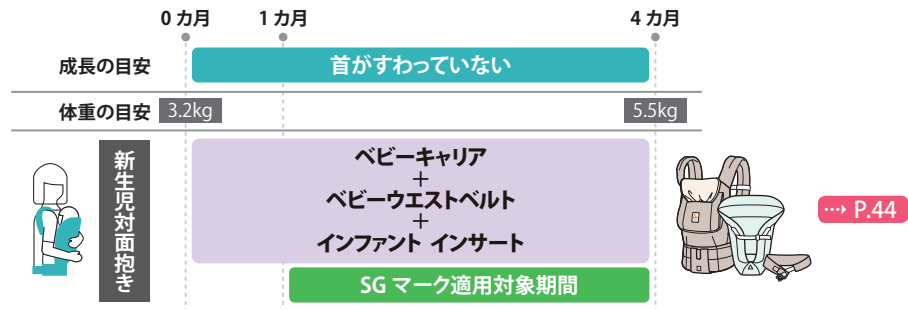 0 カ月 1 カ月 4 カ月
成長の目安 首がすわっていない
体重の目安 3.2kg 5.5kg
新生児対面抱き
ベビーキャリア
+
ベビーウエストベルト
+
インファント インサート
P.44
SG マーク適用対象期間